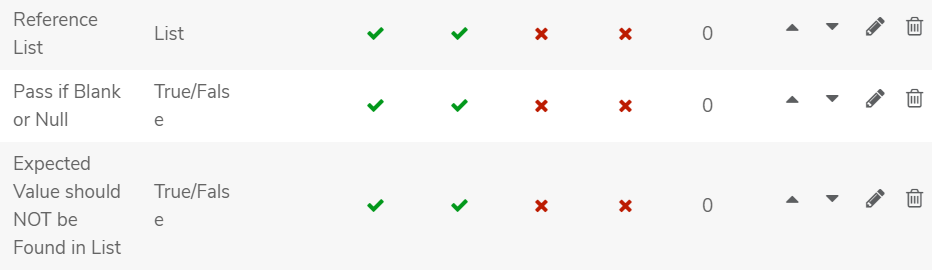 Reference
List
List
0
Pass if Blank
or Null
True/Fals
e
0
Expected
Value should
NOT be
Found in List
True/Fals
e
0